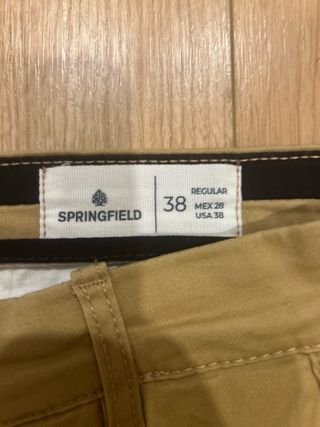 SPRINGFIELD
38
REGULAR
MEX 28
USA 38